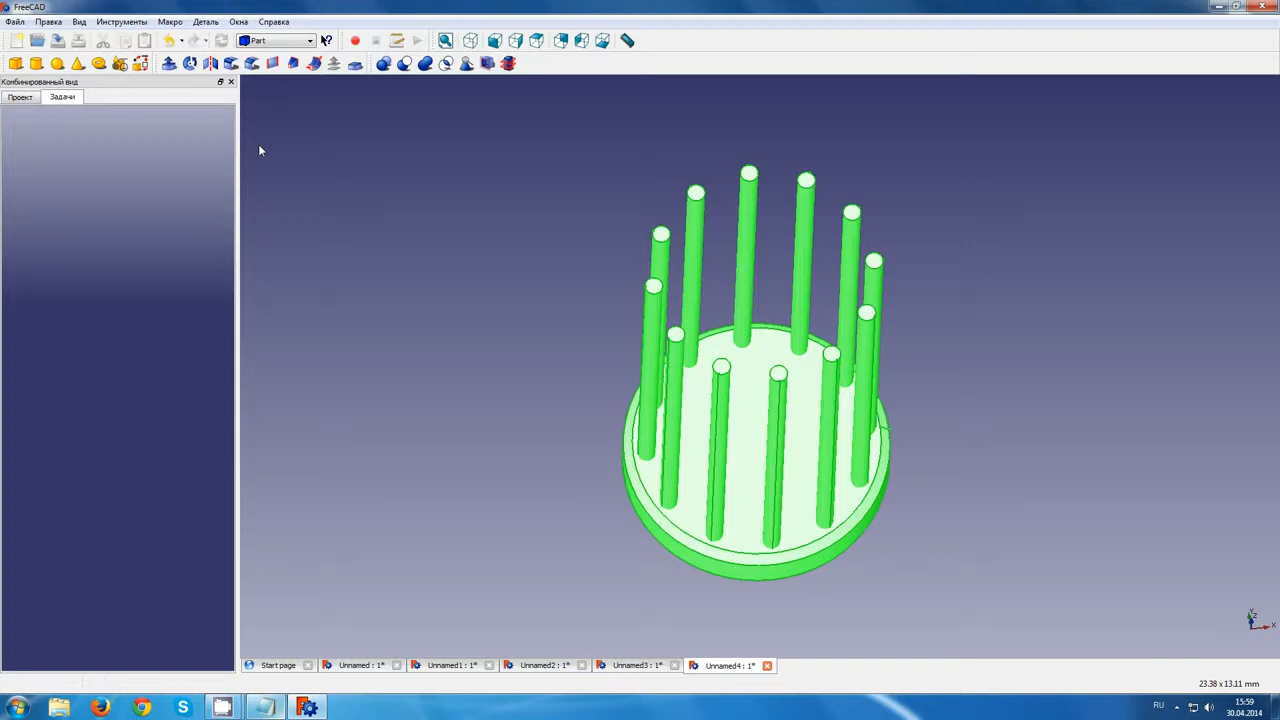 FreeCAD
Файл Правка Вид Инструменты Макро Деталь Окна Справка
Part
Комбинированный вид
Проект Задачи
Y
Z
X
Start page Unnamed : 1* Unnamed1 : 1* Unnamed2 : 1* Unnamed3 : 1* Unnamed4 : 1*
23.38 x 13.11 mm
RU 15:59
30.04.2014